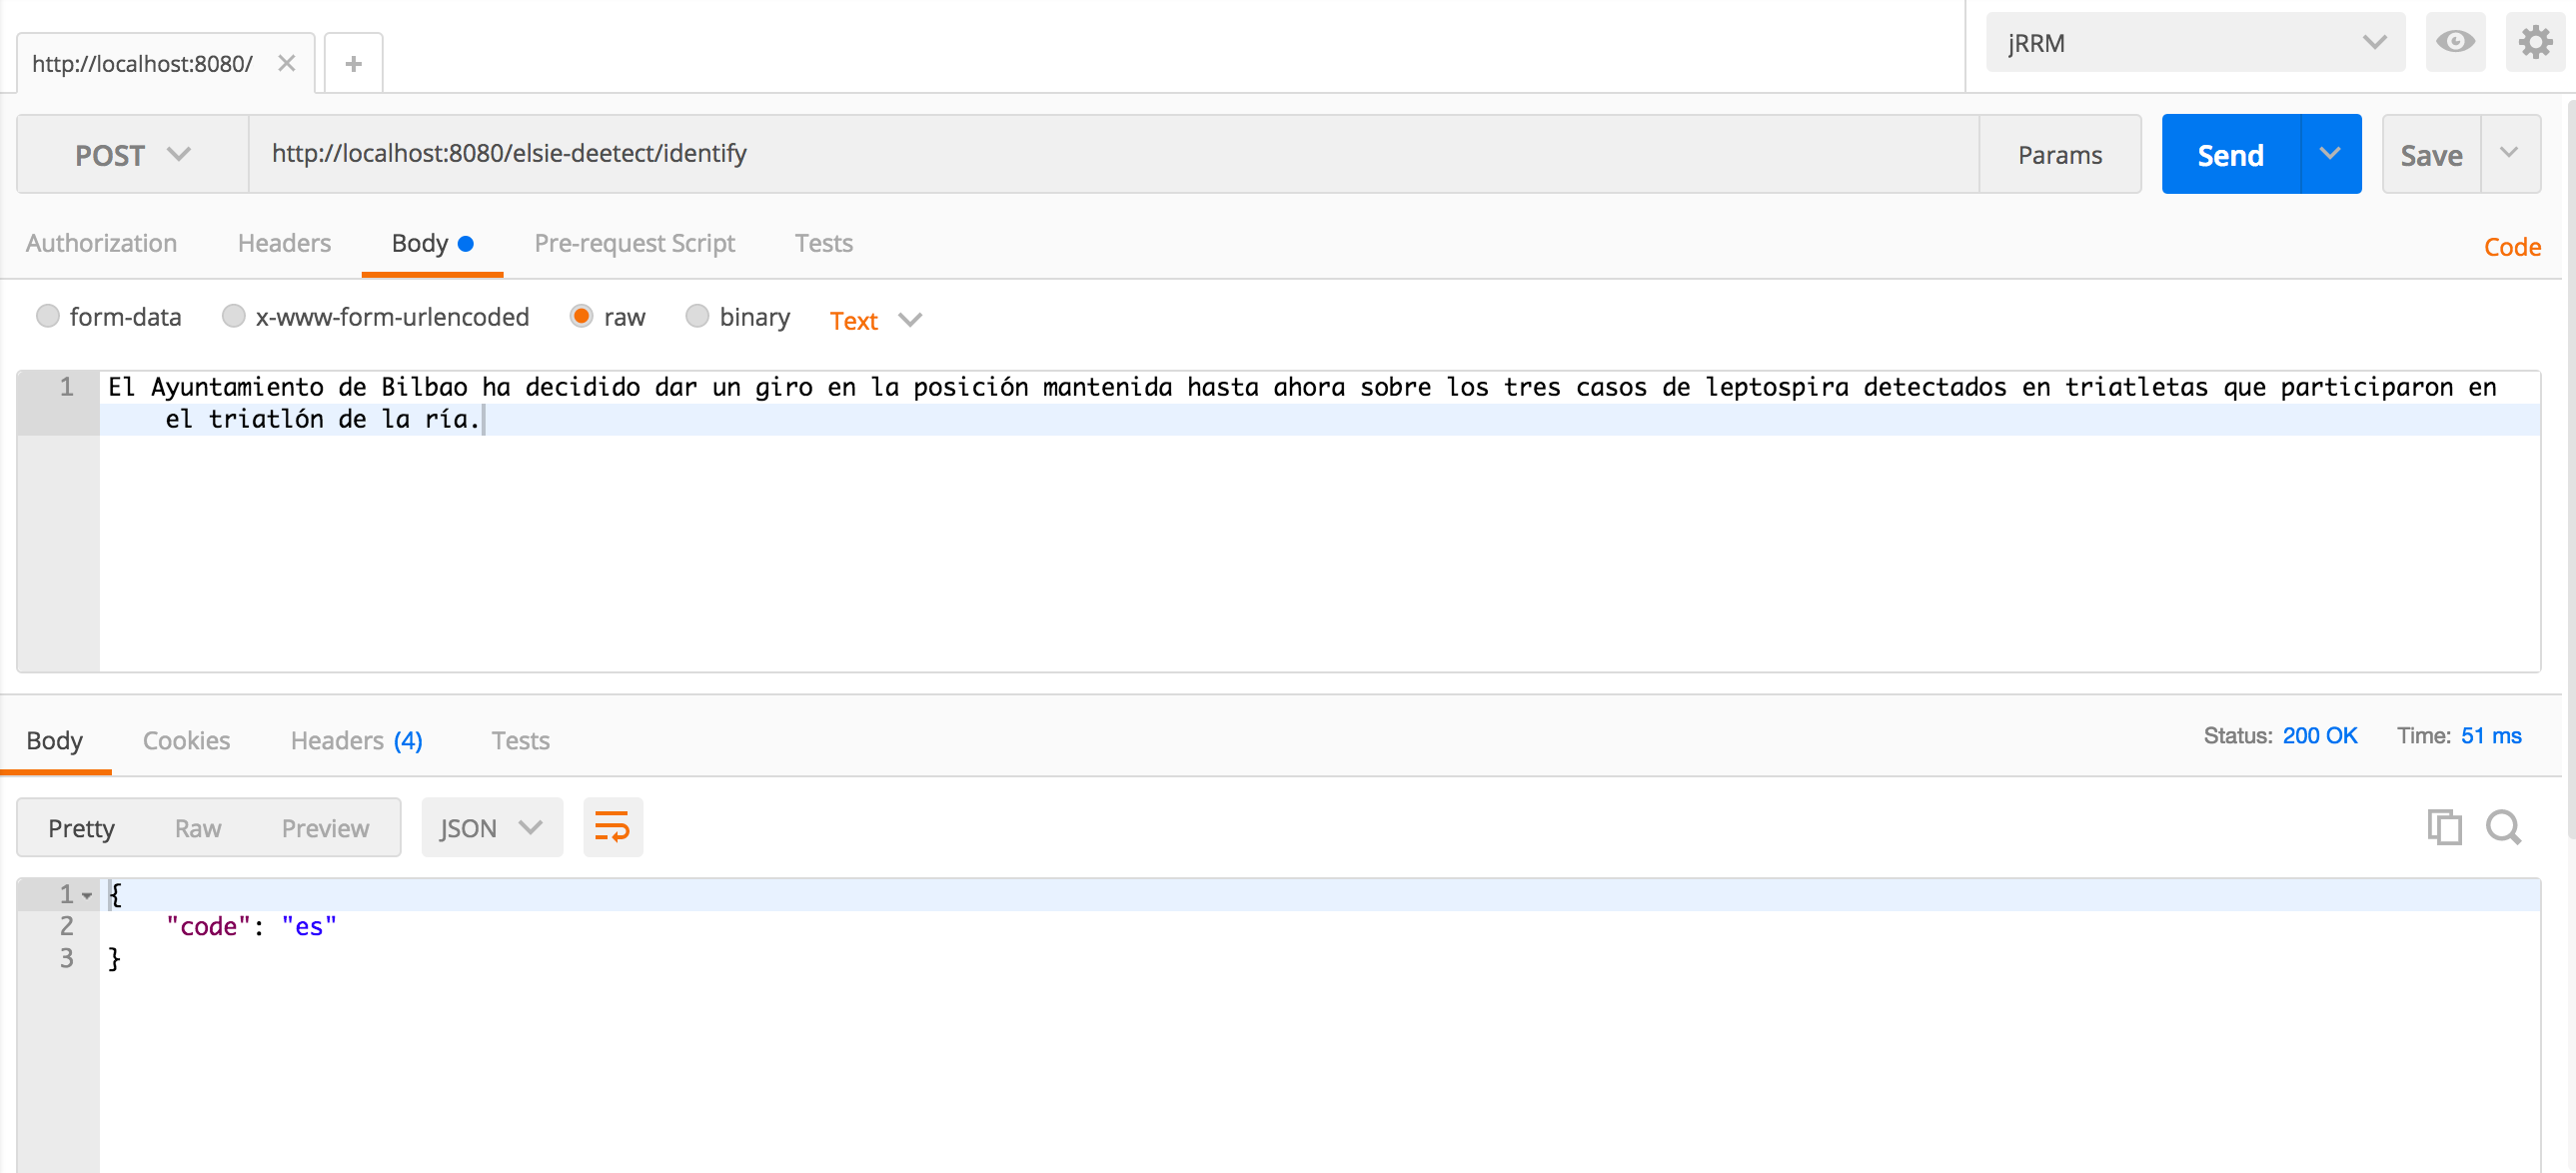 http://localhost:8080/
jRRM
POST http://localhost:8080/elsie-deetect/identify Params Send Save
Authorization Headers Body Pre-request Script Tests Code
form-data x-www-form-urlencoded raw binary Text
1 El Ayuntamiento de Bilbao ha decidido dar un giro en la posición mantenida hasta ahora sobre los tres casos de leptospira detectados en triatletas que participaron en
el triatlón de la ría.
Body Cookies Headers (4) Tests Status: 200 OK Time: 51 ms
Pretty Raw Preview JSON
1 {
2 "code": "es"
3 }